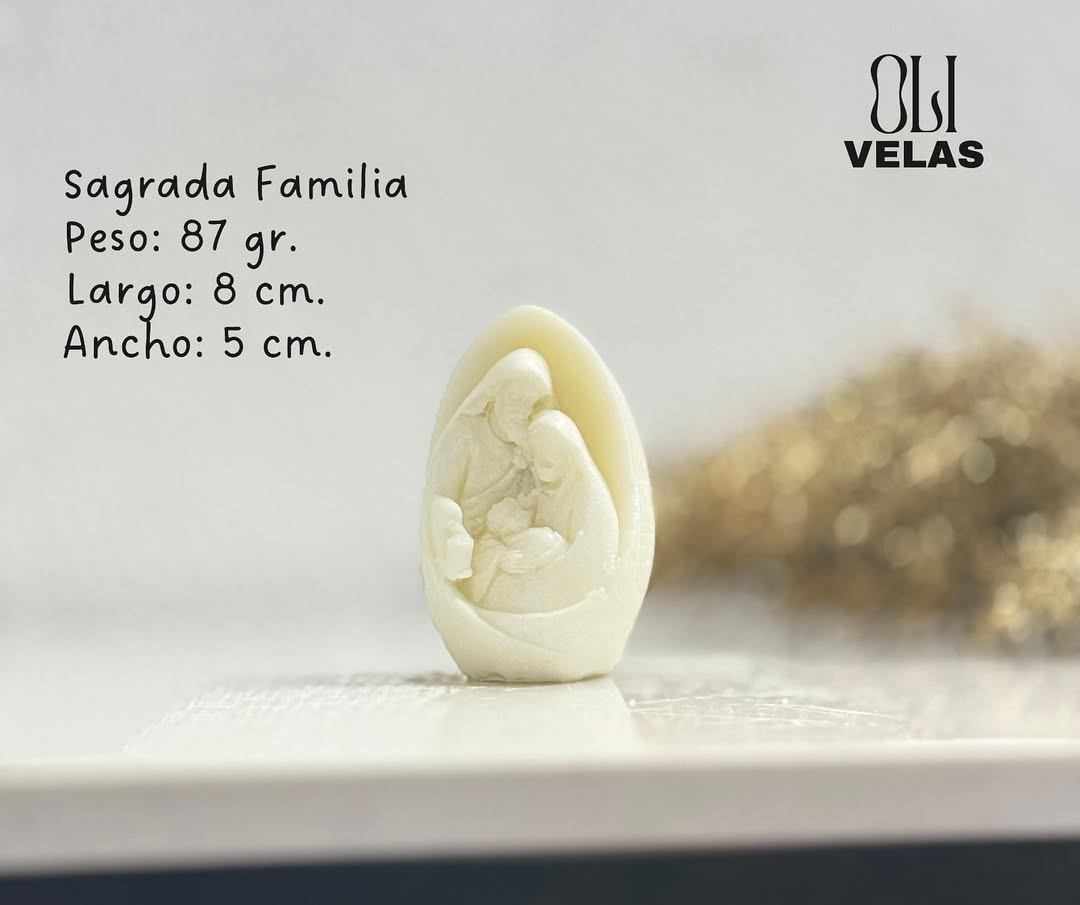 OLI
VELAS
Sagrada Familia
Peso: 87 gr.
Largo: 8 cm.
Ancho: 5 cm.